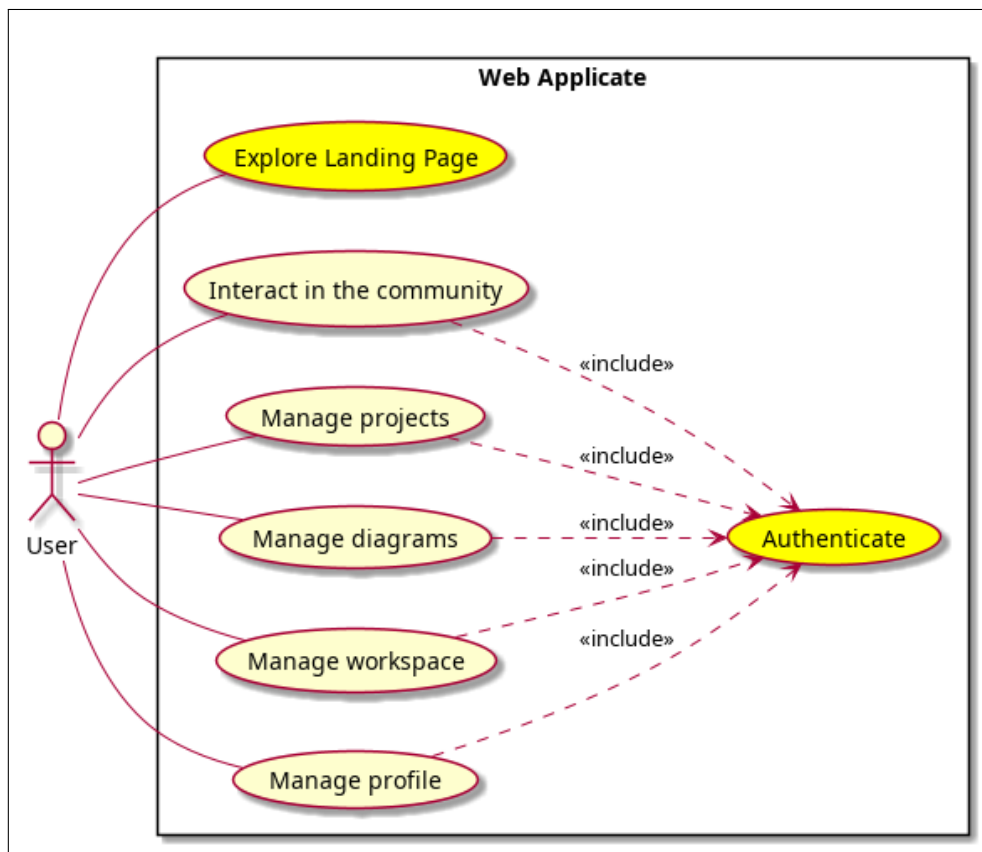 Web Applicate
Explore Landing Page
Interact in the community
«include»
Manage projects
«include»
«include»
Manage diagrams
Authenticate
User
«include»
«include»
Manage workspace
Manage profile